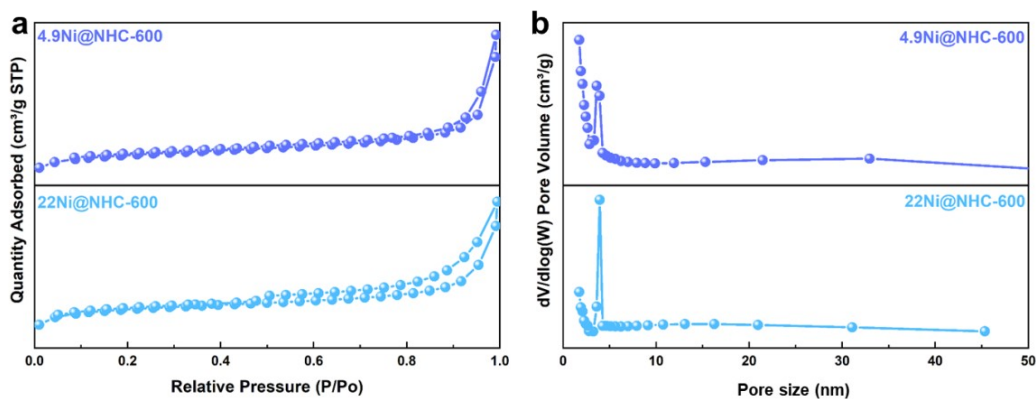 a
4.9Ni@NHC-600
22Ni@NHC-600
Quantity Adsorbed (cm³/g STP)
0.0 0.2 0.4 0.6 0.8 1.0
Relative Pressure (P/Po)
b
4.9Ni@NHC-600
22Ni@NHC-600
dV/dlog(W) Pore Volume (cm³/g)
0 10 20 30 40 50
Pore size (nm)